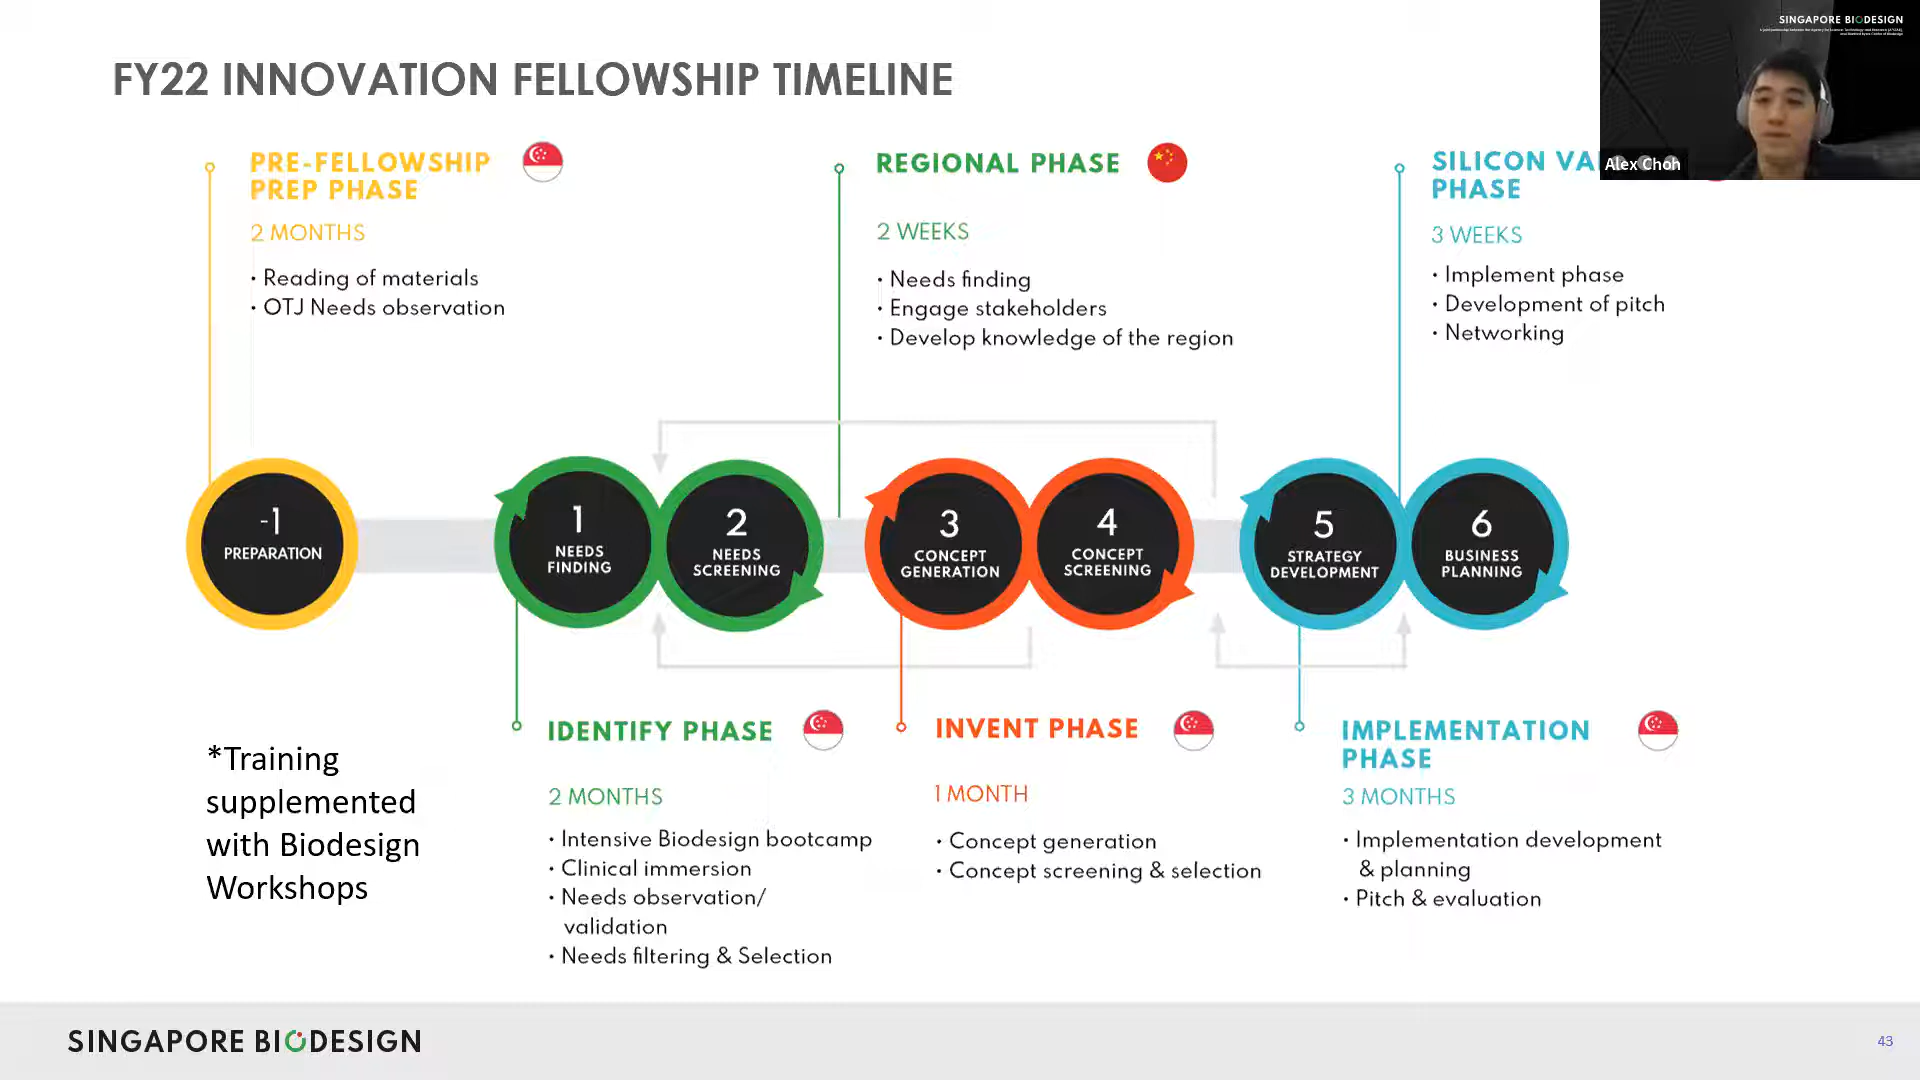 FY22 INNOVATION FELLOWSHIP TIMELINE
SINGAPORE BIODESIGN
Alex Choh
PRE-FELLOWSHIP
PREP PHASE
2 MONTHS
• Reading of materials
• OTJ Needs observation
REGIONAL PHASE
2 WEEKS
• Needs finding
• Engage stakeholders
• Develop knowledge of the region
SILICON
PHASE
3 WEEKS
• Implement phase
• Development of pitch
• Networking
-1
PREPARATION
1
NEEDS
FINDING
2
NEEDS
SCREENING
3
CONCEPT
GENERATION
4
CONCEPT
SCREENING
5
STRATEGY
DEVELOPMENT
6
BUSINESS
PLANNING
*Training
supplemented
with Biodesign
Workshops
IDENTIFY PHASE
2 MONTHS
• Intensive Biodesign bootcamp
• Clinical immersion
• Needs observation/
validation
• Needs filtering & Selection
INVENT PHASE
1 MONTH
• Concept generation
• Concept screening & selection
IMPLEMENTATION
PHASE
3 MONTHS
• Implementation development
& planning
• Pitch & evaluation
SINGAPORE BIODESIGN
43